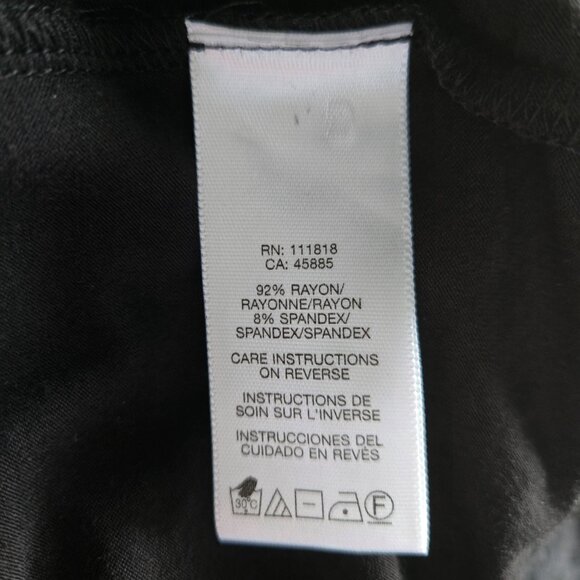 RN: 111818
CA: 45885
92% RAYON/
RAYONNE/RAYON
8% SPANDEX/
SPANDEX/SPANDEX
CARE INSTRUCTIONS
ON REVERSE
INSTRUCTIONS DE
SOIN SUR L'INVERSE
INSTRUCCIONES DEL
CUIDADO EN REVÉS
30°C F